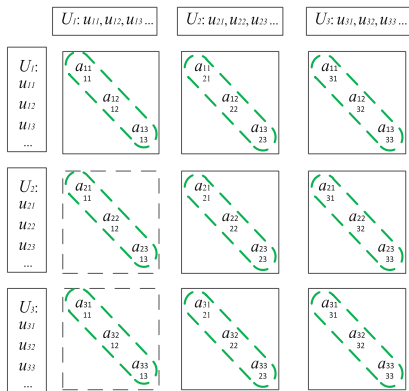 U₁: u₁₁, u₁₂, u₁₃ ... U₂: u₂₁, u₂₂, u₂₃ ... U₃: u₃₁, u₃₂, u₃₃ ...
U₁:
u₁₁
u₁₂
u₁₃
...
a₁₁ a₁₁ a₁₁
11 21 31
a₁₂ a₁₂ a₁₂
12 22 32
a₁₃ a₁₃ a₁₃
13 23 33
U₂:
u₂₁
u₂₂
u₂₃
...
a₂₁ a₂₁ a₂₁
11 21 31
a₂₂ a₂₂ a₂₂
12 22 32
a₂₃ a₂₃ a₂₃
13 23 33
U₃:
u₃₁
u₃₂
u₃₃
...
a₃₁ a₃₁ a₃₁
11 21 31
a₃₂ a₃₂ a₃₂
12 22 32
a₃₃ a₃₃ a₃₃
13 23 33